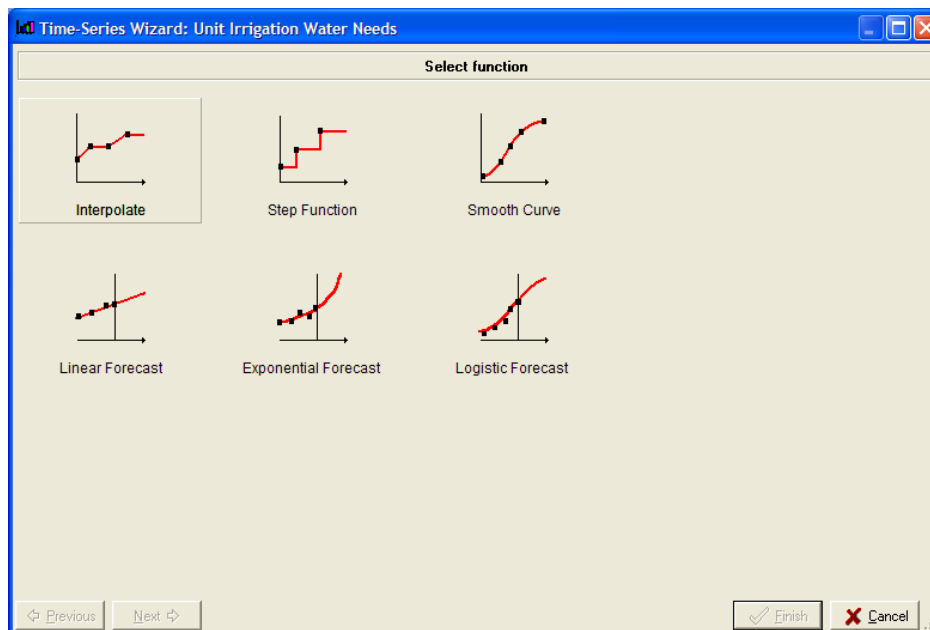 Time-Series Wizard: Unit Irrigation Water Needs
Select function
Interpolate
Step Function
Smooth Curve
Linear Forecast
Exponential Forecast
Logistic Forecast
Previous
Next
Finish
Cancel